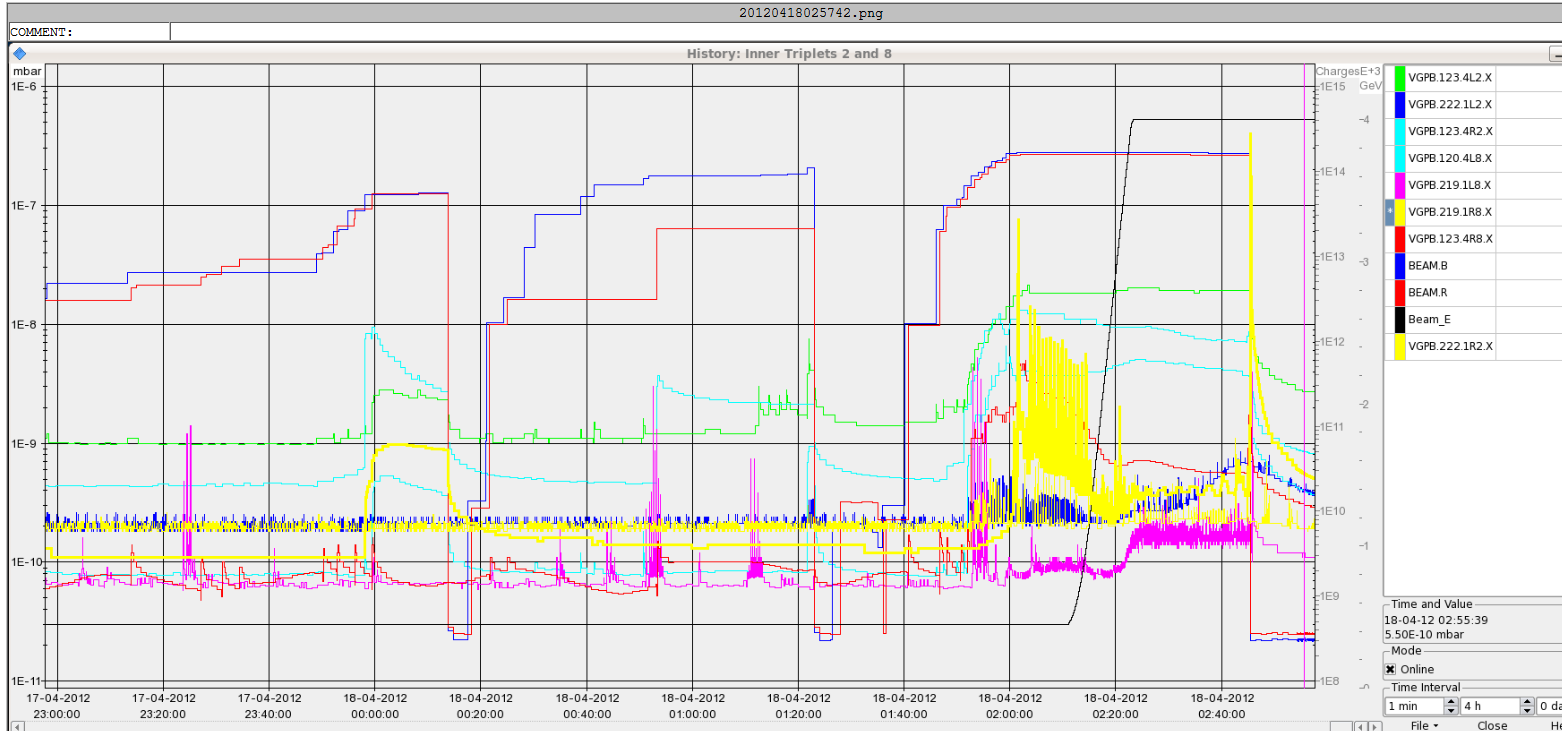 20120418025742.png
COMMENT:
History: Inner Triplets 2 and 8
mbar
1E-6
1E-7
1E-8
1E-9
1E-10
1E-11
ChargesE+3
GeV
1E15
1E14
1E13
1E12
1E11
1E10
1E9
1E8
-4
-3
-2
-1
-0
17-04-2012 17-04-2012 17-04-2012 18-04-2012 18-04-2012 18-04-2012 18-04-2012 18-04-2012 18-04-2012 18-04-2012 18-04-2012 18-04-2012
23:00:00 23:20:00 23:40:00 00:00:00 00:20:00 00:40:00 01:00:00 01:20:00 01:40:00 02:00:00 02:20:00 02:40:00
VGPB.123.4L2.X
VGPB.222.1L2.X
VGPB.123.4R2.X
VGPB.120.4L8.X
VGPB.219.1L8.X
* VGPB.219.1R8.X
VGPB.123.4R8.X
BEAM.B
BEAM.R
Beam_E
VGPB.222.1R2.X
Time and Value
18-04-12 02:55:39
5.50E-10 mbar
Mode
Online
Time Interval
1 min 4 h 0 da
File Close He